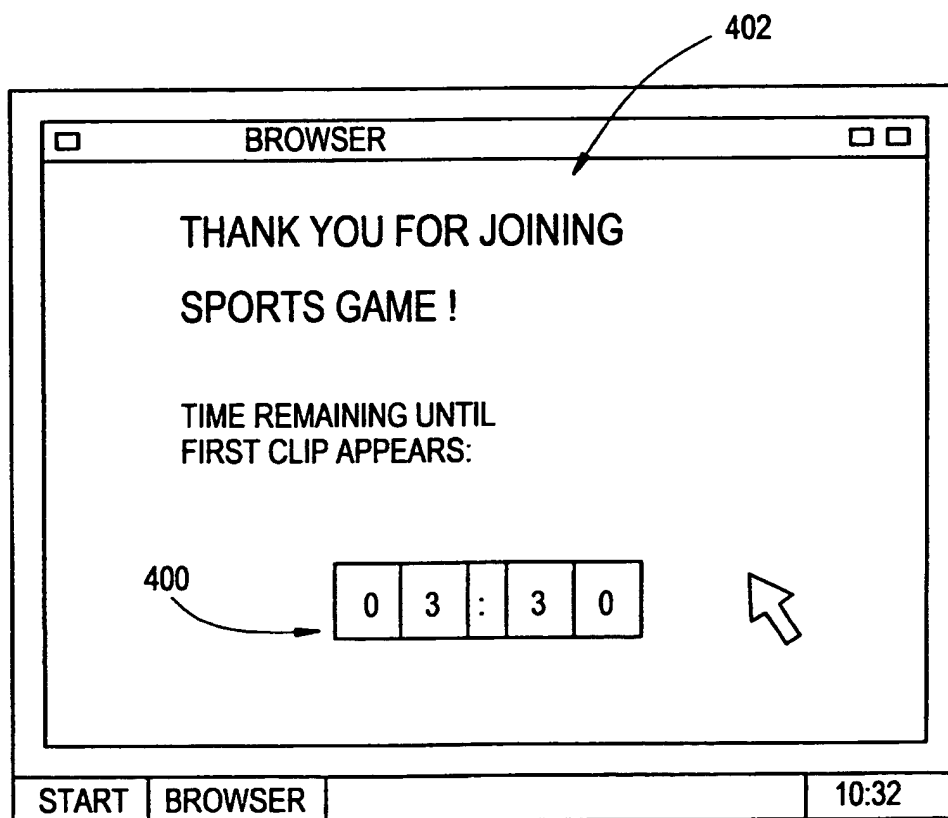 402
BROWSER
THANK YOU FOR JOINING
SPORTS GAME !
TIME REMAINING UNTIL
FIRST CLIP APPEARS:
400
0 3 : 3 0
START BROWSER 10:32